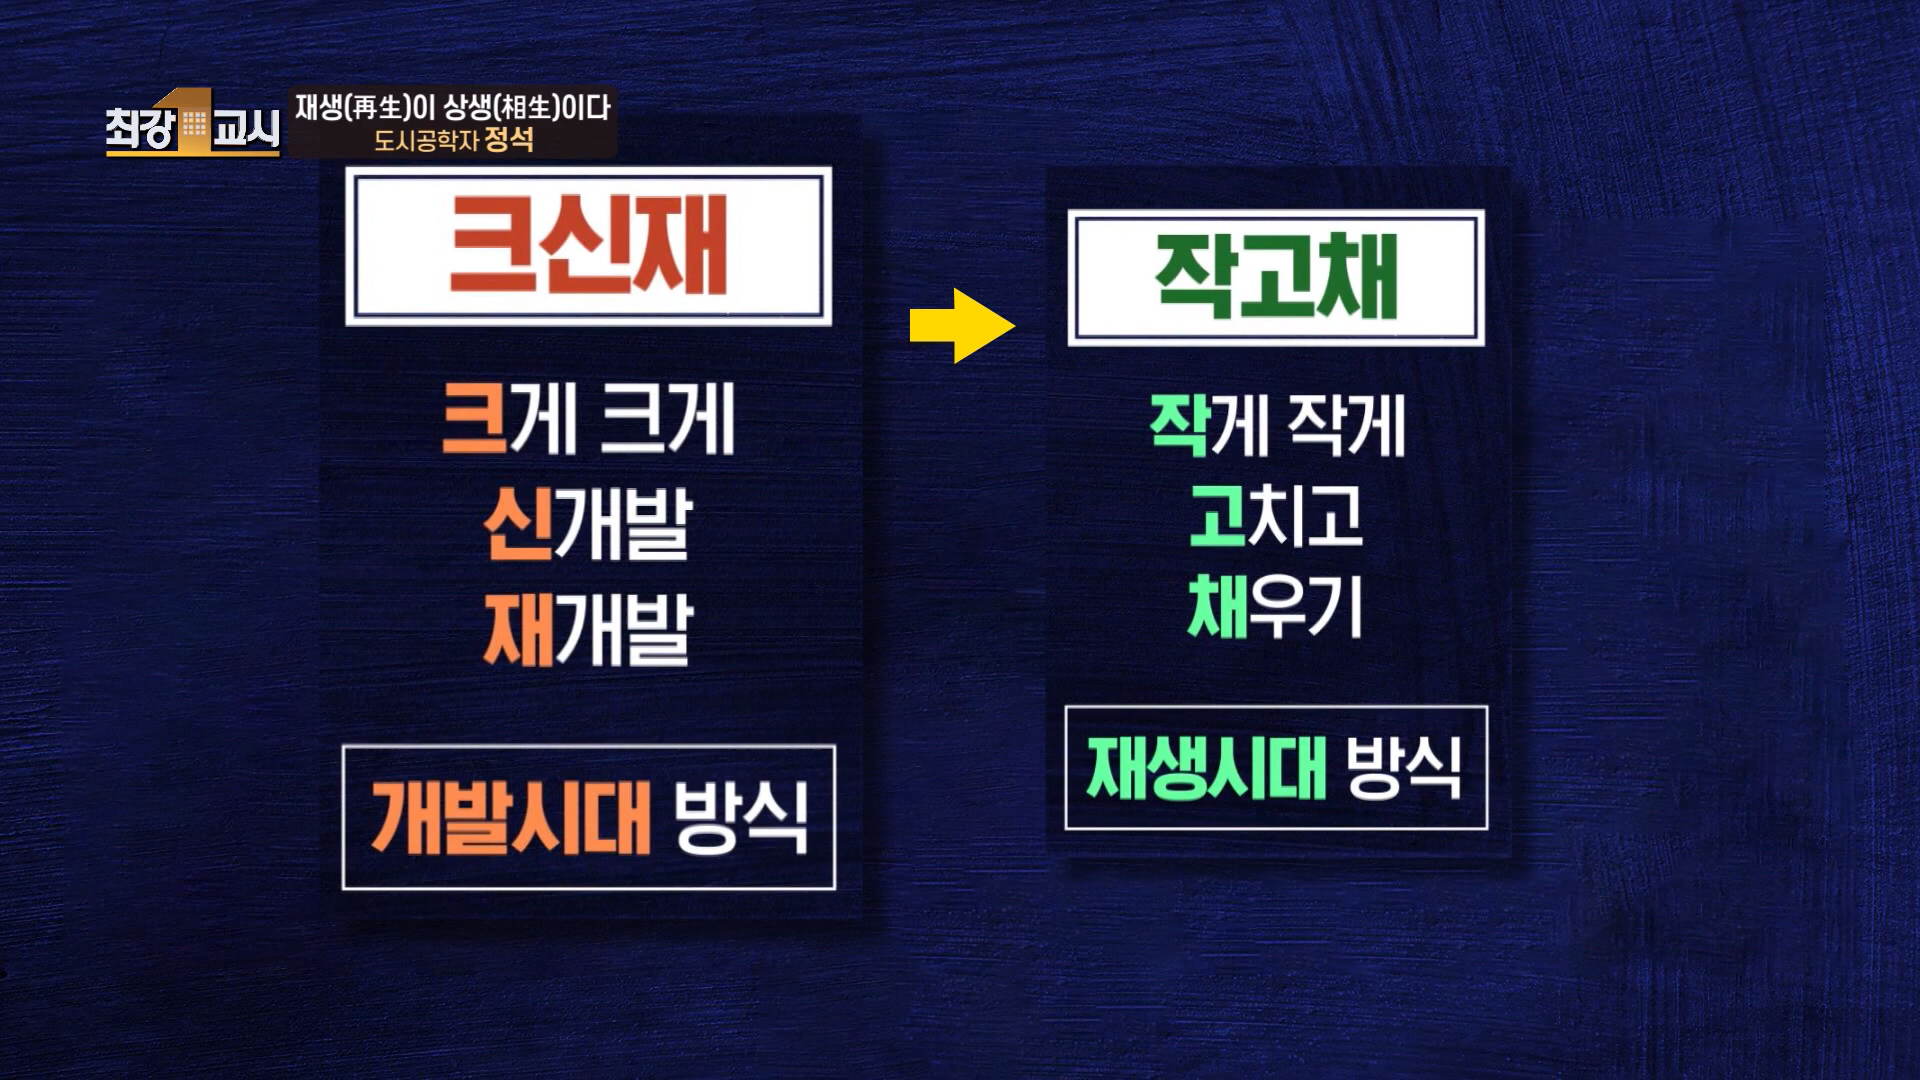 최강1교시
재생(再生)이 상생(相生)이다
도시공학자 정석
크신재
크게 크게
신개발
재개발
개발시대 방식
작고채
작게 작게
고치고
채우기
재생시대 방식